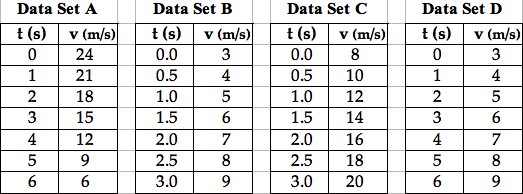 Data Set A Data Set B Data Set C Data Set D
t (s) v (m/s) t (s) v (m/s) t (s) v (m/s) t (s) v (m/s)
0 24 0.0 3 0.0 8 0 3
1 21 0.5 4 0.5 10 1 4
2 18 1.0 5 1.0 12 2 5
3 15 1.5 6 1.5 14 3 6
4 12 2.0 7 2.0 16 4 7
5 9 2.5 8 2.5 18 5 8
6 6 3.0 9 3.0 20 6 9